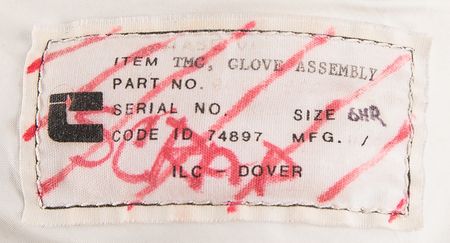 ITEM TMG, GLOVE ASSEMBLY
PART NO.
SERIAL NO. SIZE 6HR
CODE ID 74897 MFG. /
SCRAP
ILC - DOVER